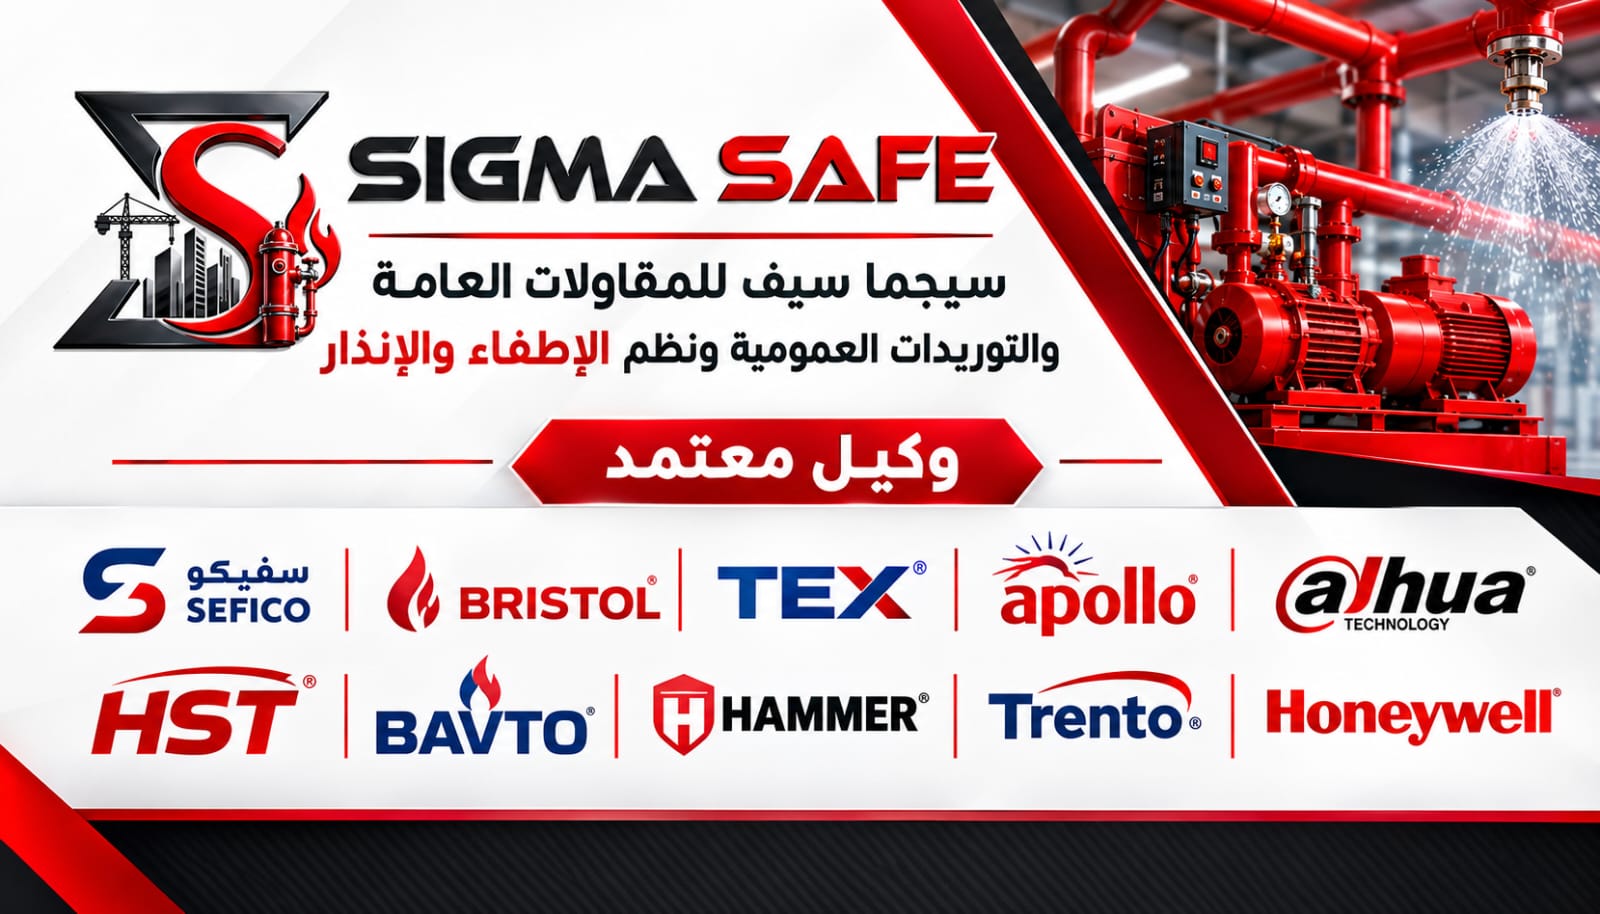 SIGMA SAFE
سيجما سيف للمقاولات العامة
والتوريدات العمومية ونظم الإطفاء والإنذار
وكيل معتمد
سفيكو
SEFICO
BRISTOL®
TEX®
apollo®
alhua®
TECHNOLOGY
HST®
BAVTO®
HAMMER®
Trento®
Honeywell®